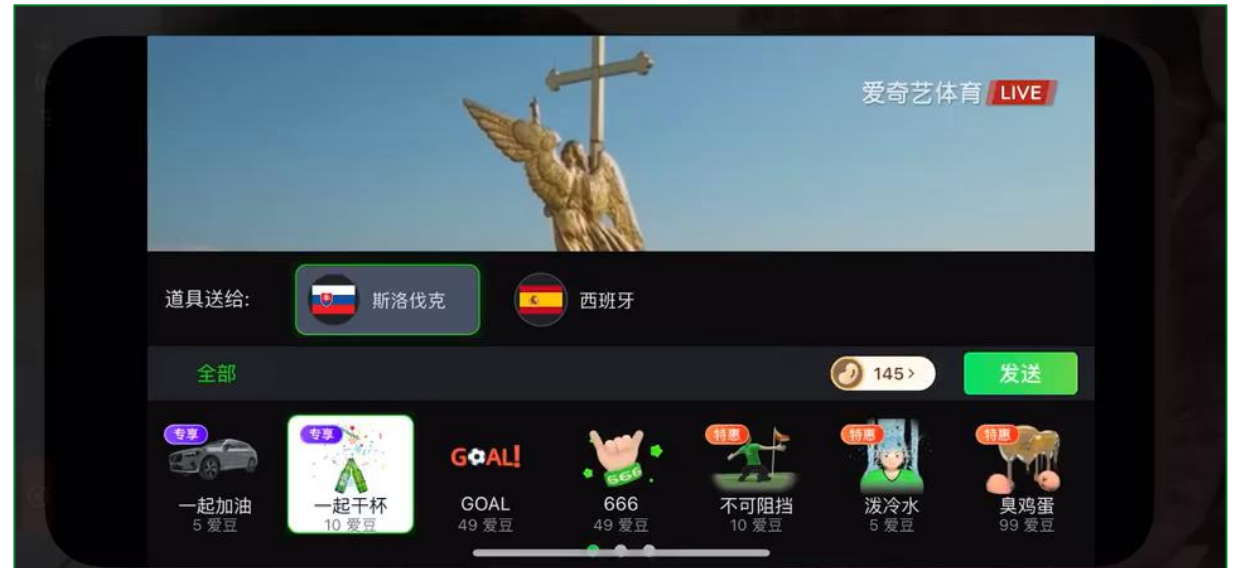 爱奇艺体育 LIVE
道具送给: 斯洛伐克 西班牙
全部 145> 发送
专享 专享 特惠 特惠 特惠
GOAL! 666
一起加油 一起干杯 GOAL 666 不可阻挡 泼冷水 臭鸡蛋
5 爱豆 10 爱豆 49 爱豆 49 爱豆 10 爱豆 5 爱豆 99 爱豆